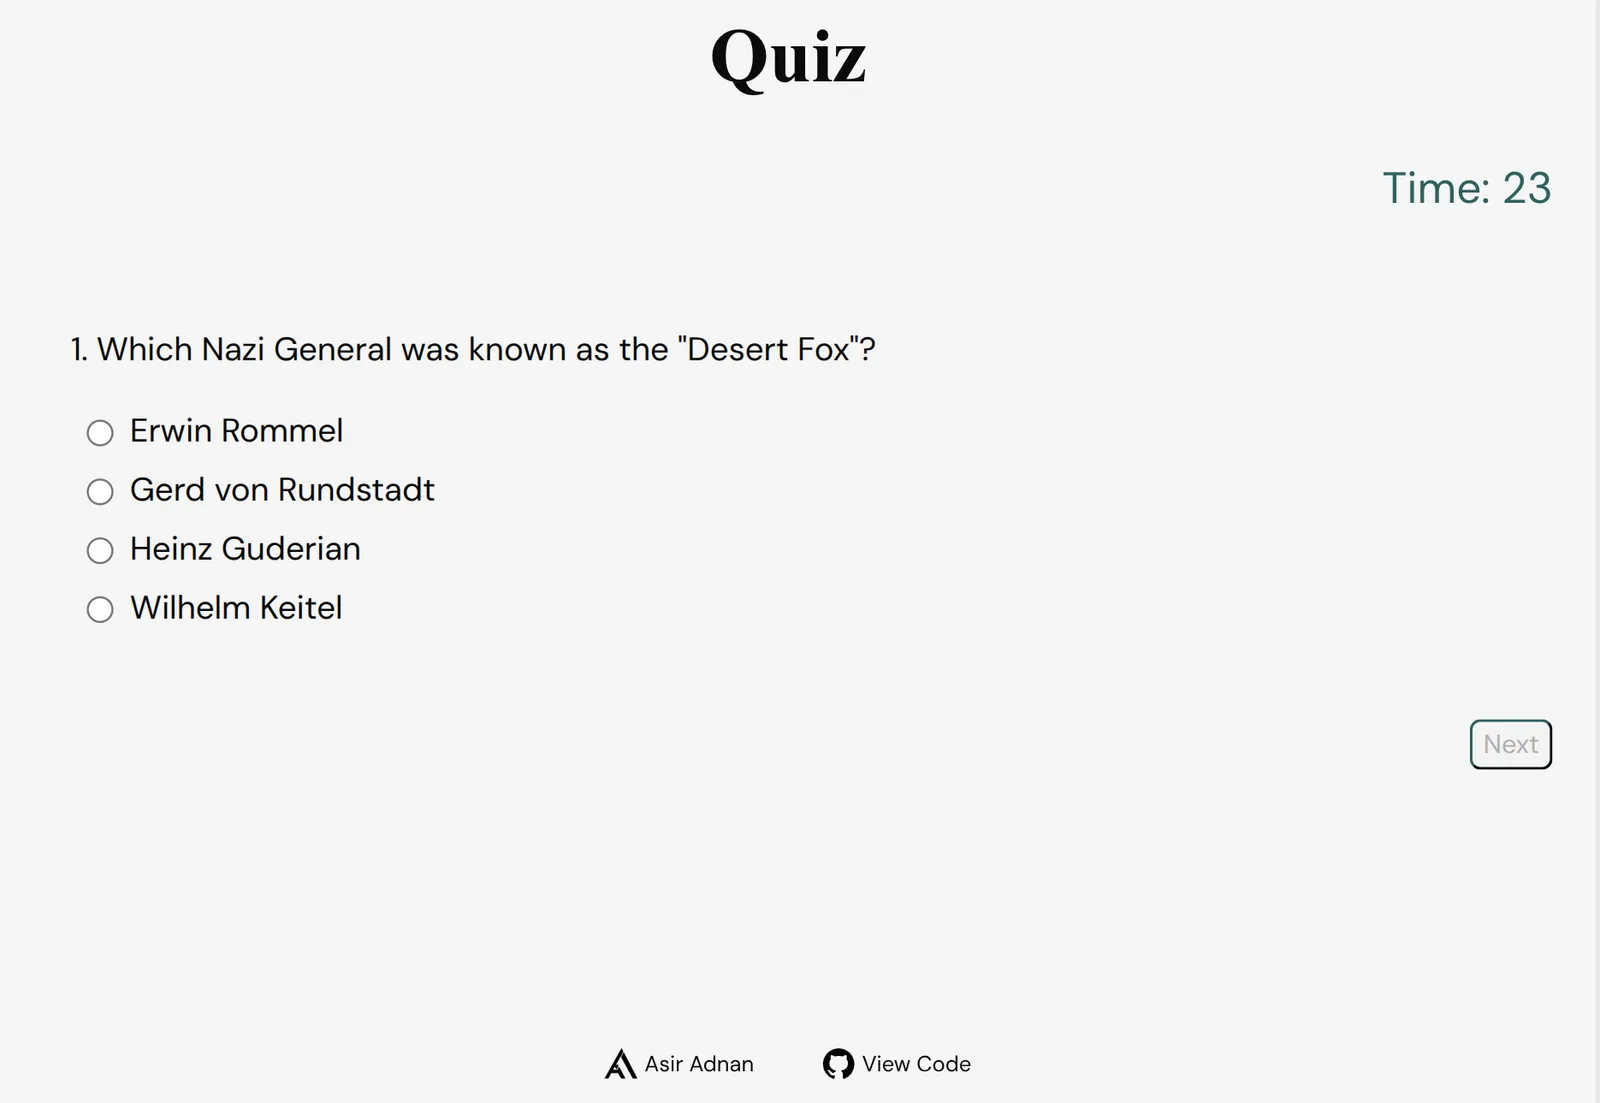 Quiz
Time: 23
1. Which Nazi General was known as the "Desert Fox"?
Erwin Rommel
Gerd von Rundstadt
Heinz Guderian
Wilhelm Keitel
Next
Asir Adnan
View Code